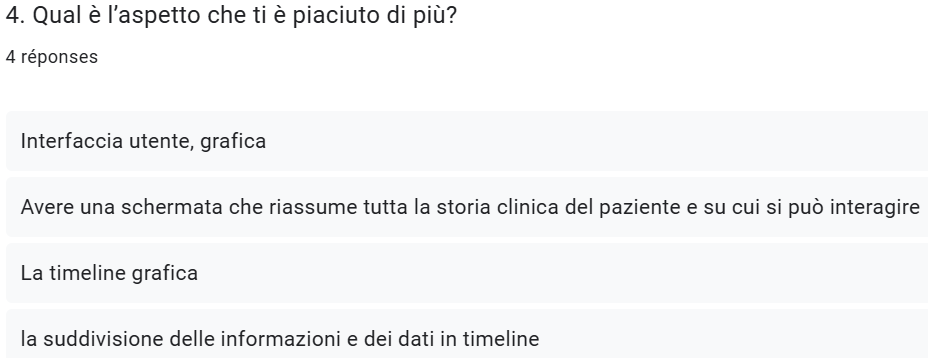 4. Qual è l’aspetto che ti è piaciuto di più?
4 réponses
Interfaccia utente, grafica
Avere una schermata che riassume tutta la storia clinica del paziente e su cui si può interagire
La timeline grafica
la suddivisione delle informazioni e dei dati in timeline